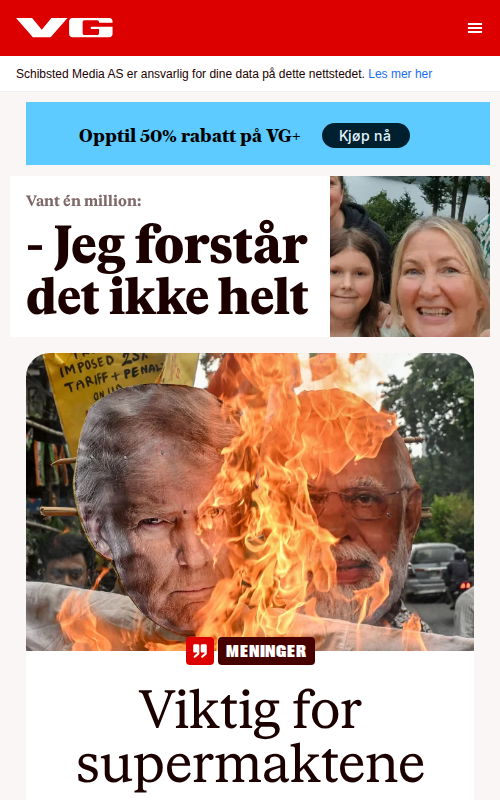 VG
Schibsted Media AS er ansvarlig for dine data på dette nettstedet. Les mer her
Opptil 50% rabatt på VG+ Kjøp nå
Vant én million:
- Jeg forstår
det ikke helt
IMPOSED 25%
TARIFF + PENAL
MENINGER
Viktig for
supermaktene